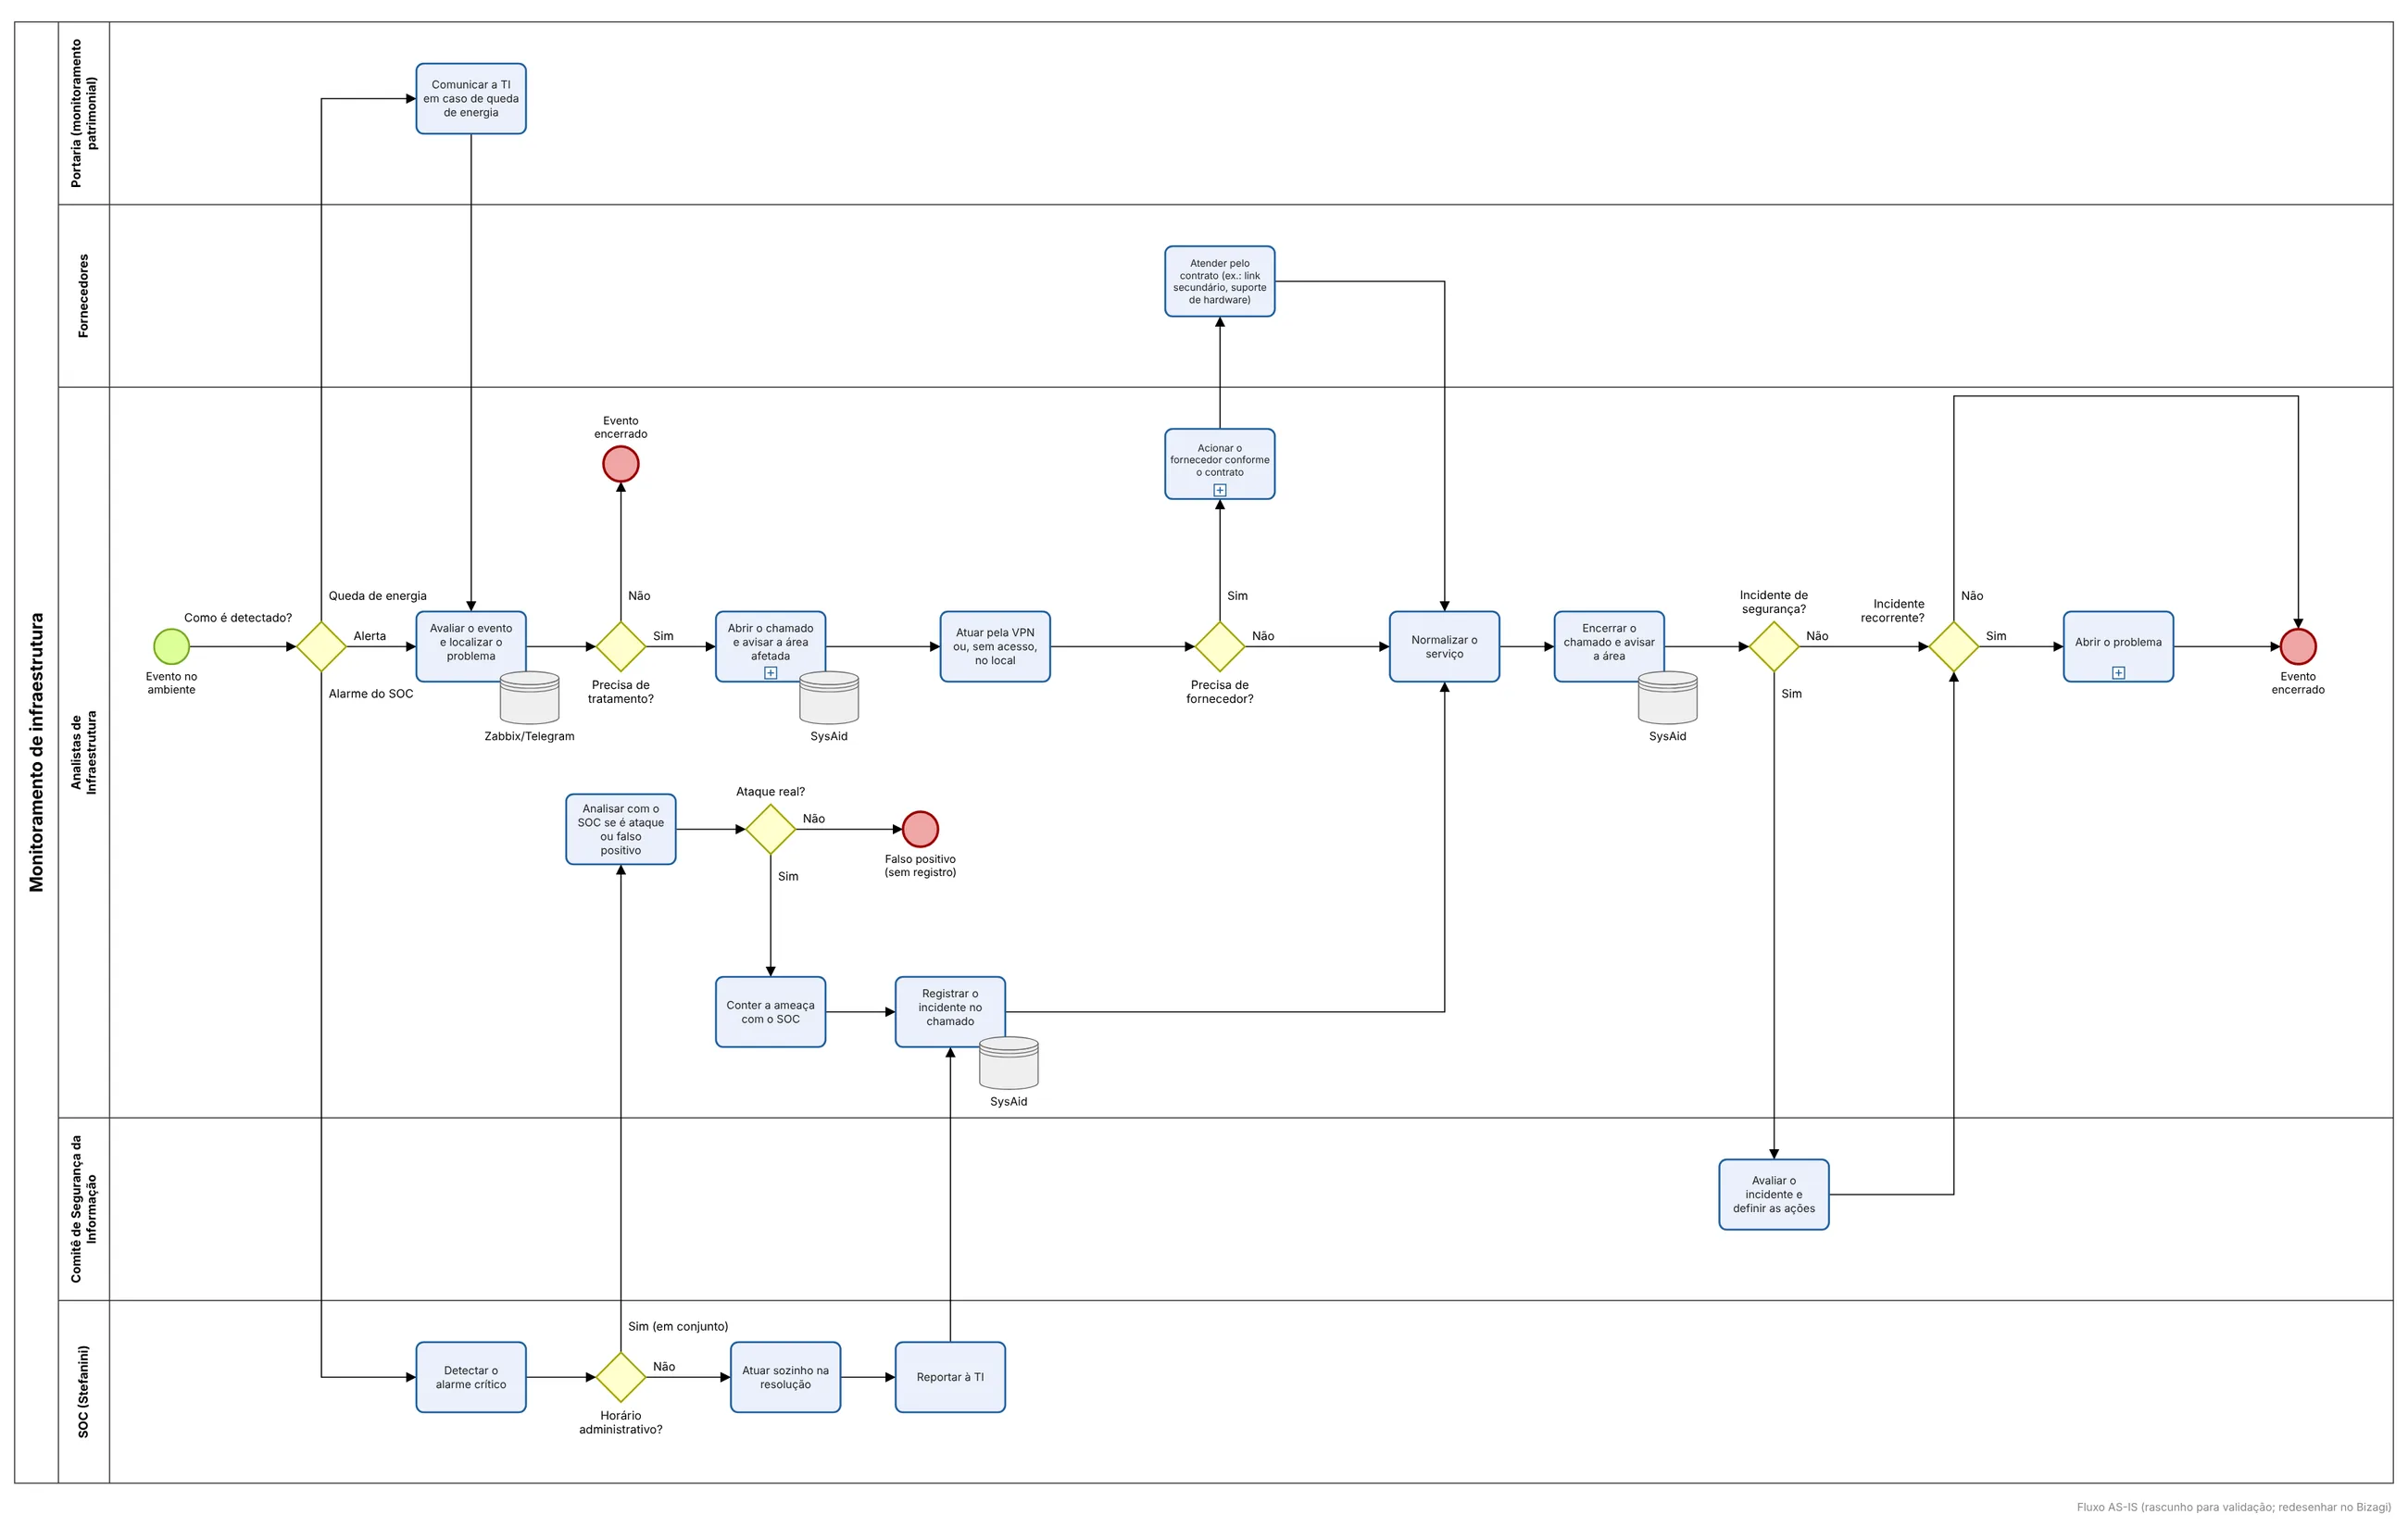 Monitoramento de infraestrutura
Portaria (monitoramento
patrimonial)
Comunicar a TI
em caso de queda
de energia
Fornecedores
Atender pelo
contrato (ex.: link
secundário, suporte
de hardware)
Analistas de
Infraestrutura
Evento
encerrado
Acionar o
fornecedor conforme
o contrato
Evento no
ambiente
Como é detectado?
Queda de energia
Alerta
Alarme do SOC
Avaliar o evento
e localizar o
problema
Zabbix/Telegram
Não
Sim
Precisa de
tratamento?
Abrir o chamado
e avisar a área
afetada
SysAid
Atuar pela VPN
ou, sem acesso,
no local
Sim
Não
Precisa de
fornecedor?
Normalizar o
serviço
Encerrar o
chamado e avisar
a área
SysAid
Incidente de
segurança?
Não
Sim
Incidente
recorrente?
Não
Sim
Abrir o problema
Evento
encerrado
Analisar com o
SOC se é ataque
ou falso
positivo
Ataque real?
Não
Sim
Falso positivo
(sem registro)
Conter a ameaça
com o SOC
Registrar o
incidente no
chamado
SysAid
Comitê de Segurança da
Informação
Avaliar o
incidente e
definir as ações
SOC (Stefanini)
Detectar o
alarme crítico
Sim (em conjunto)
Não
Horário
administrativo?
Atuar sozinho na
resolução
Reportar à TI
Fluxo AS-IS (rascunho para validação; redesenhar no Bizagi)